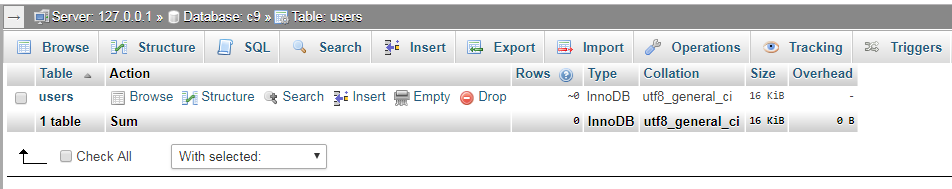 Server: 127.0.0.1 » Database: c9 » Table: users
Browse Structure SQL Search Insert Export Import Operations Tracking Triggers
Table Action Rows Type Collation Size Overhead
users Browse Structure Search Insert Empty Drop ~0 InnoDB utf8_general_ci 16 KiB -
1 table Sum 0 InnoDB utf8_general_ci 16 KiB 0 B
Check All With selected: